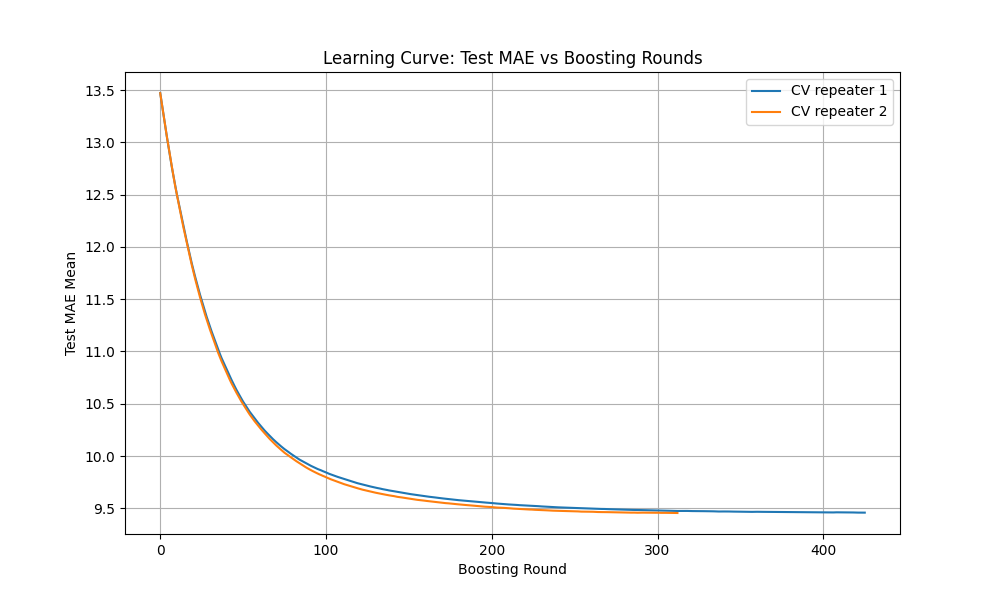 Learning Curve: Test MAE vs Boosting Rounds
CV repeater 1
CV repeater 2
13.5
13.0
12.5
12.0
11.5
11.0
10.5
10.0
9.5
Test MAE Mean
0 100 200 300 400
Boosting Round